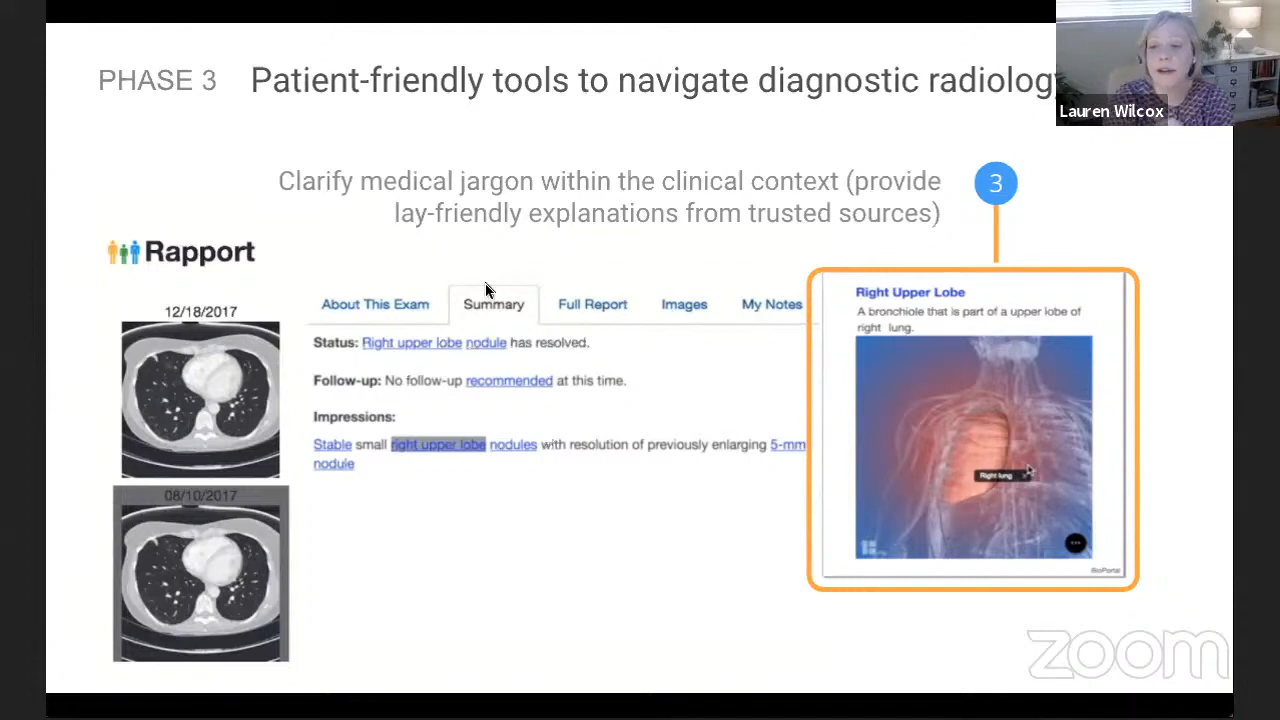 PHASE 3 Patient-friendly tools to navigate diagnostic radiology
Lauren Wilcox
Clarify medical jargon within the clinical context (provide
lay-friendly explanations from trusted sources)
3
Rapport
12/18/2017
08/10/2017
About This Exam Summary Full Report Images My Notes
Status: Right upper lobe nodule has resolved.
Follow-up: No follow-up recommended at this time.
Impressions:
Stable small right upper lobe nodules with resolution of previously enlarging 5-mm
nodule
Right Upper Lobe
A bronchiole that is part of a upper lobe of
right lung.
Right lung
BioPortal
zoom